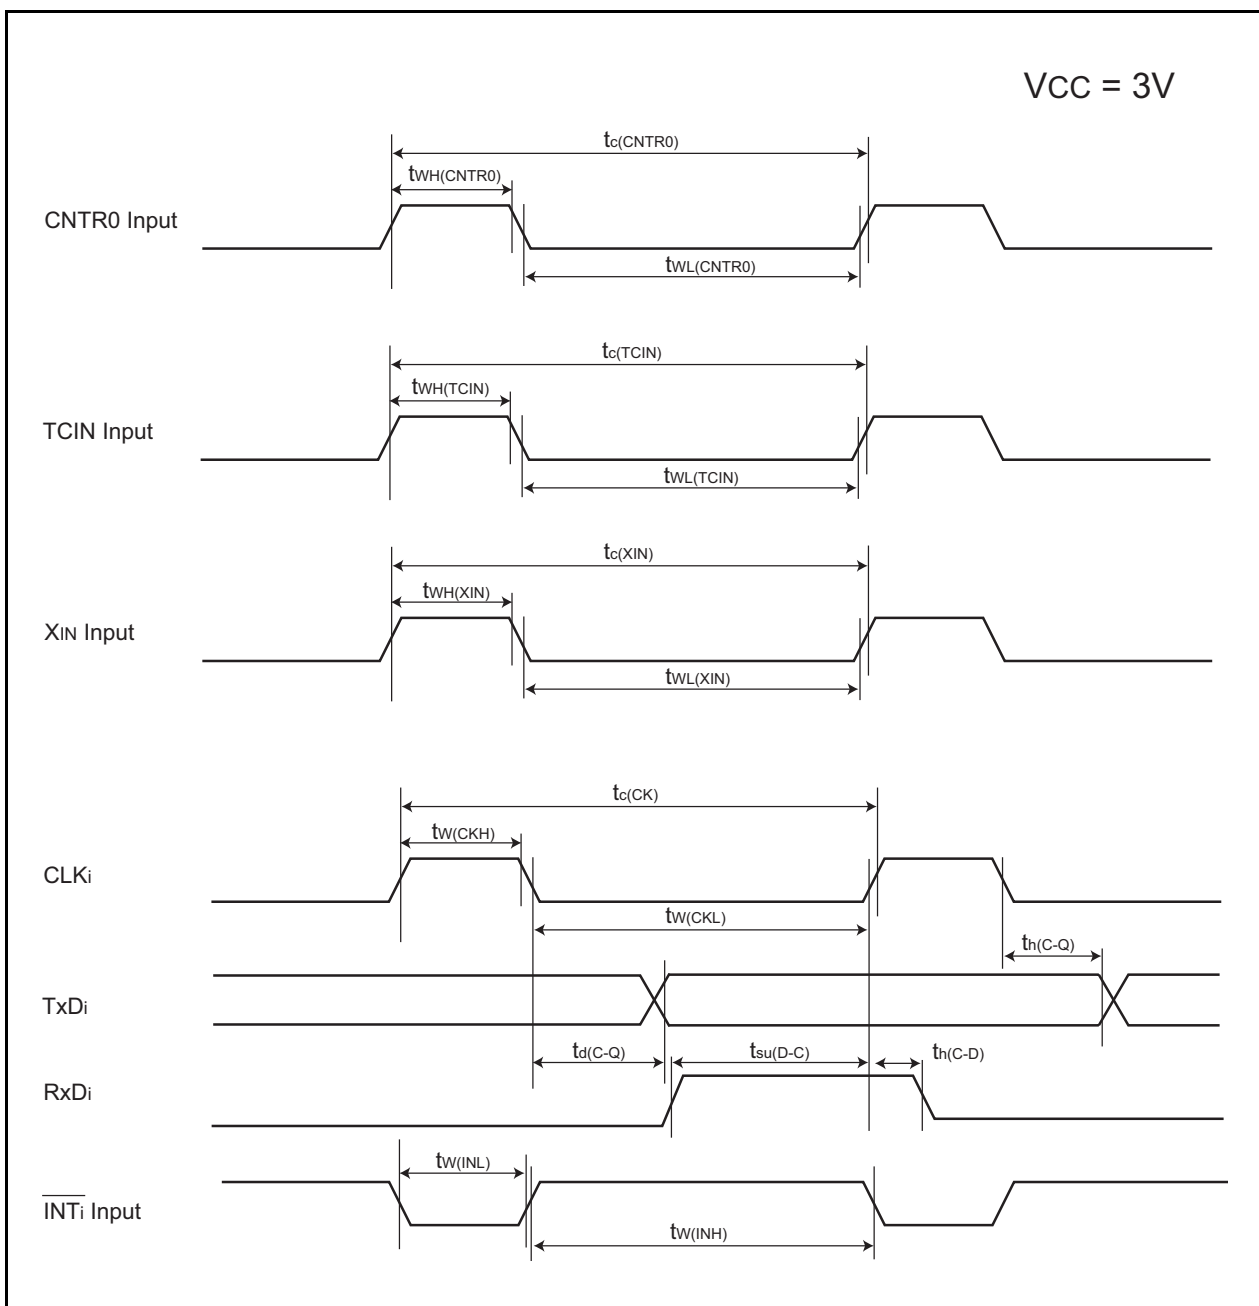 VCC = 3V
tc(CNTR0)
tWH(CNTR0)
CNTR0 Input
tWL(CNTR0)
tc(TCIN)
tWH(TCIN)
TCIN Input
tWL(TCIN)
tc(XIN)
tWH(XIN)
XIN Input
tWL(XIN)
tc(CK)
tW(CKH)
CLKi
tW(CKL)
th(C-Q)
TxDi
td(C-Q)
tsu(D-C)
th(C-D)
RxDi
tW(INL)
INTi Input
tW(INH)